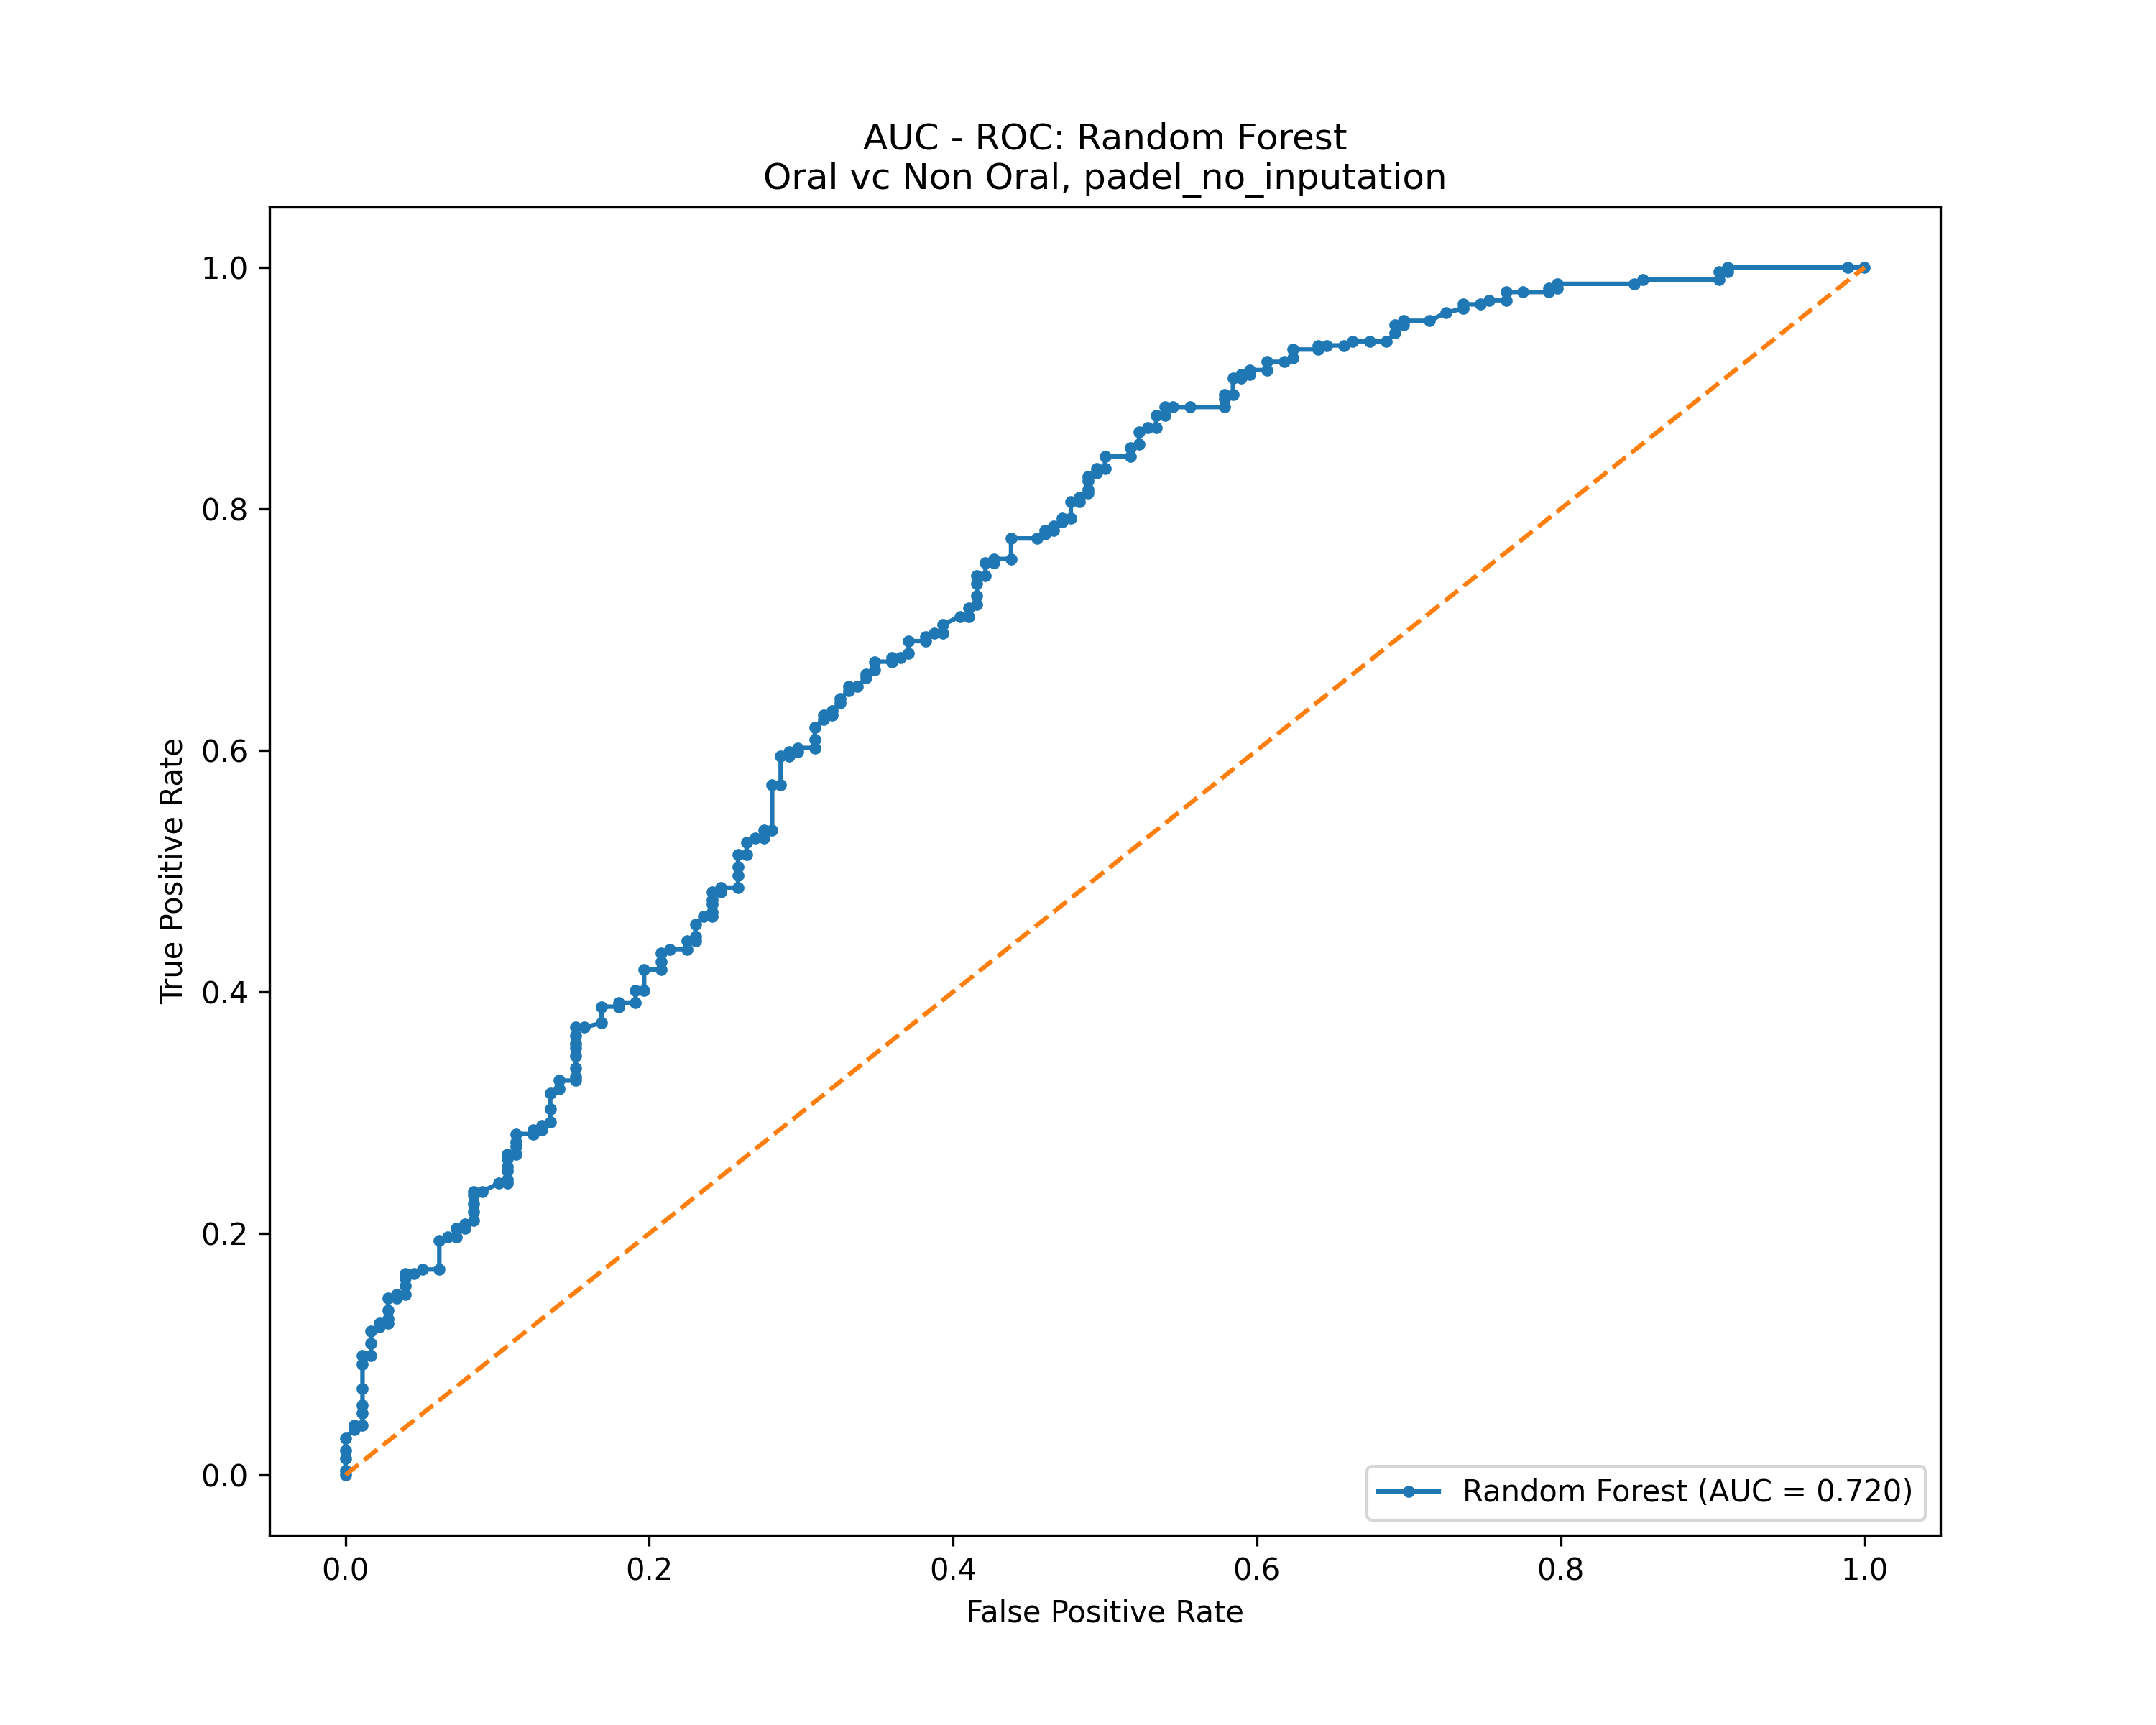 AUC - ROC: Random Forest
Oral vc Non Oral, padel_no_inputation
1.0
0.8
0.6
0.4
0.2
0.0
True Positive Rate
Random Forest (AUC = 0.720)
0.0 0.2 0.4 0.6 0.8 1.0
False Positive Rate